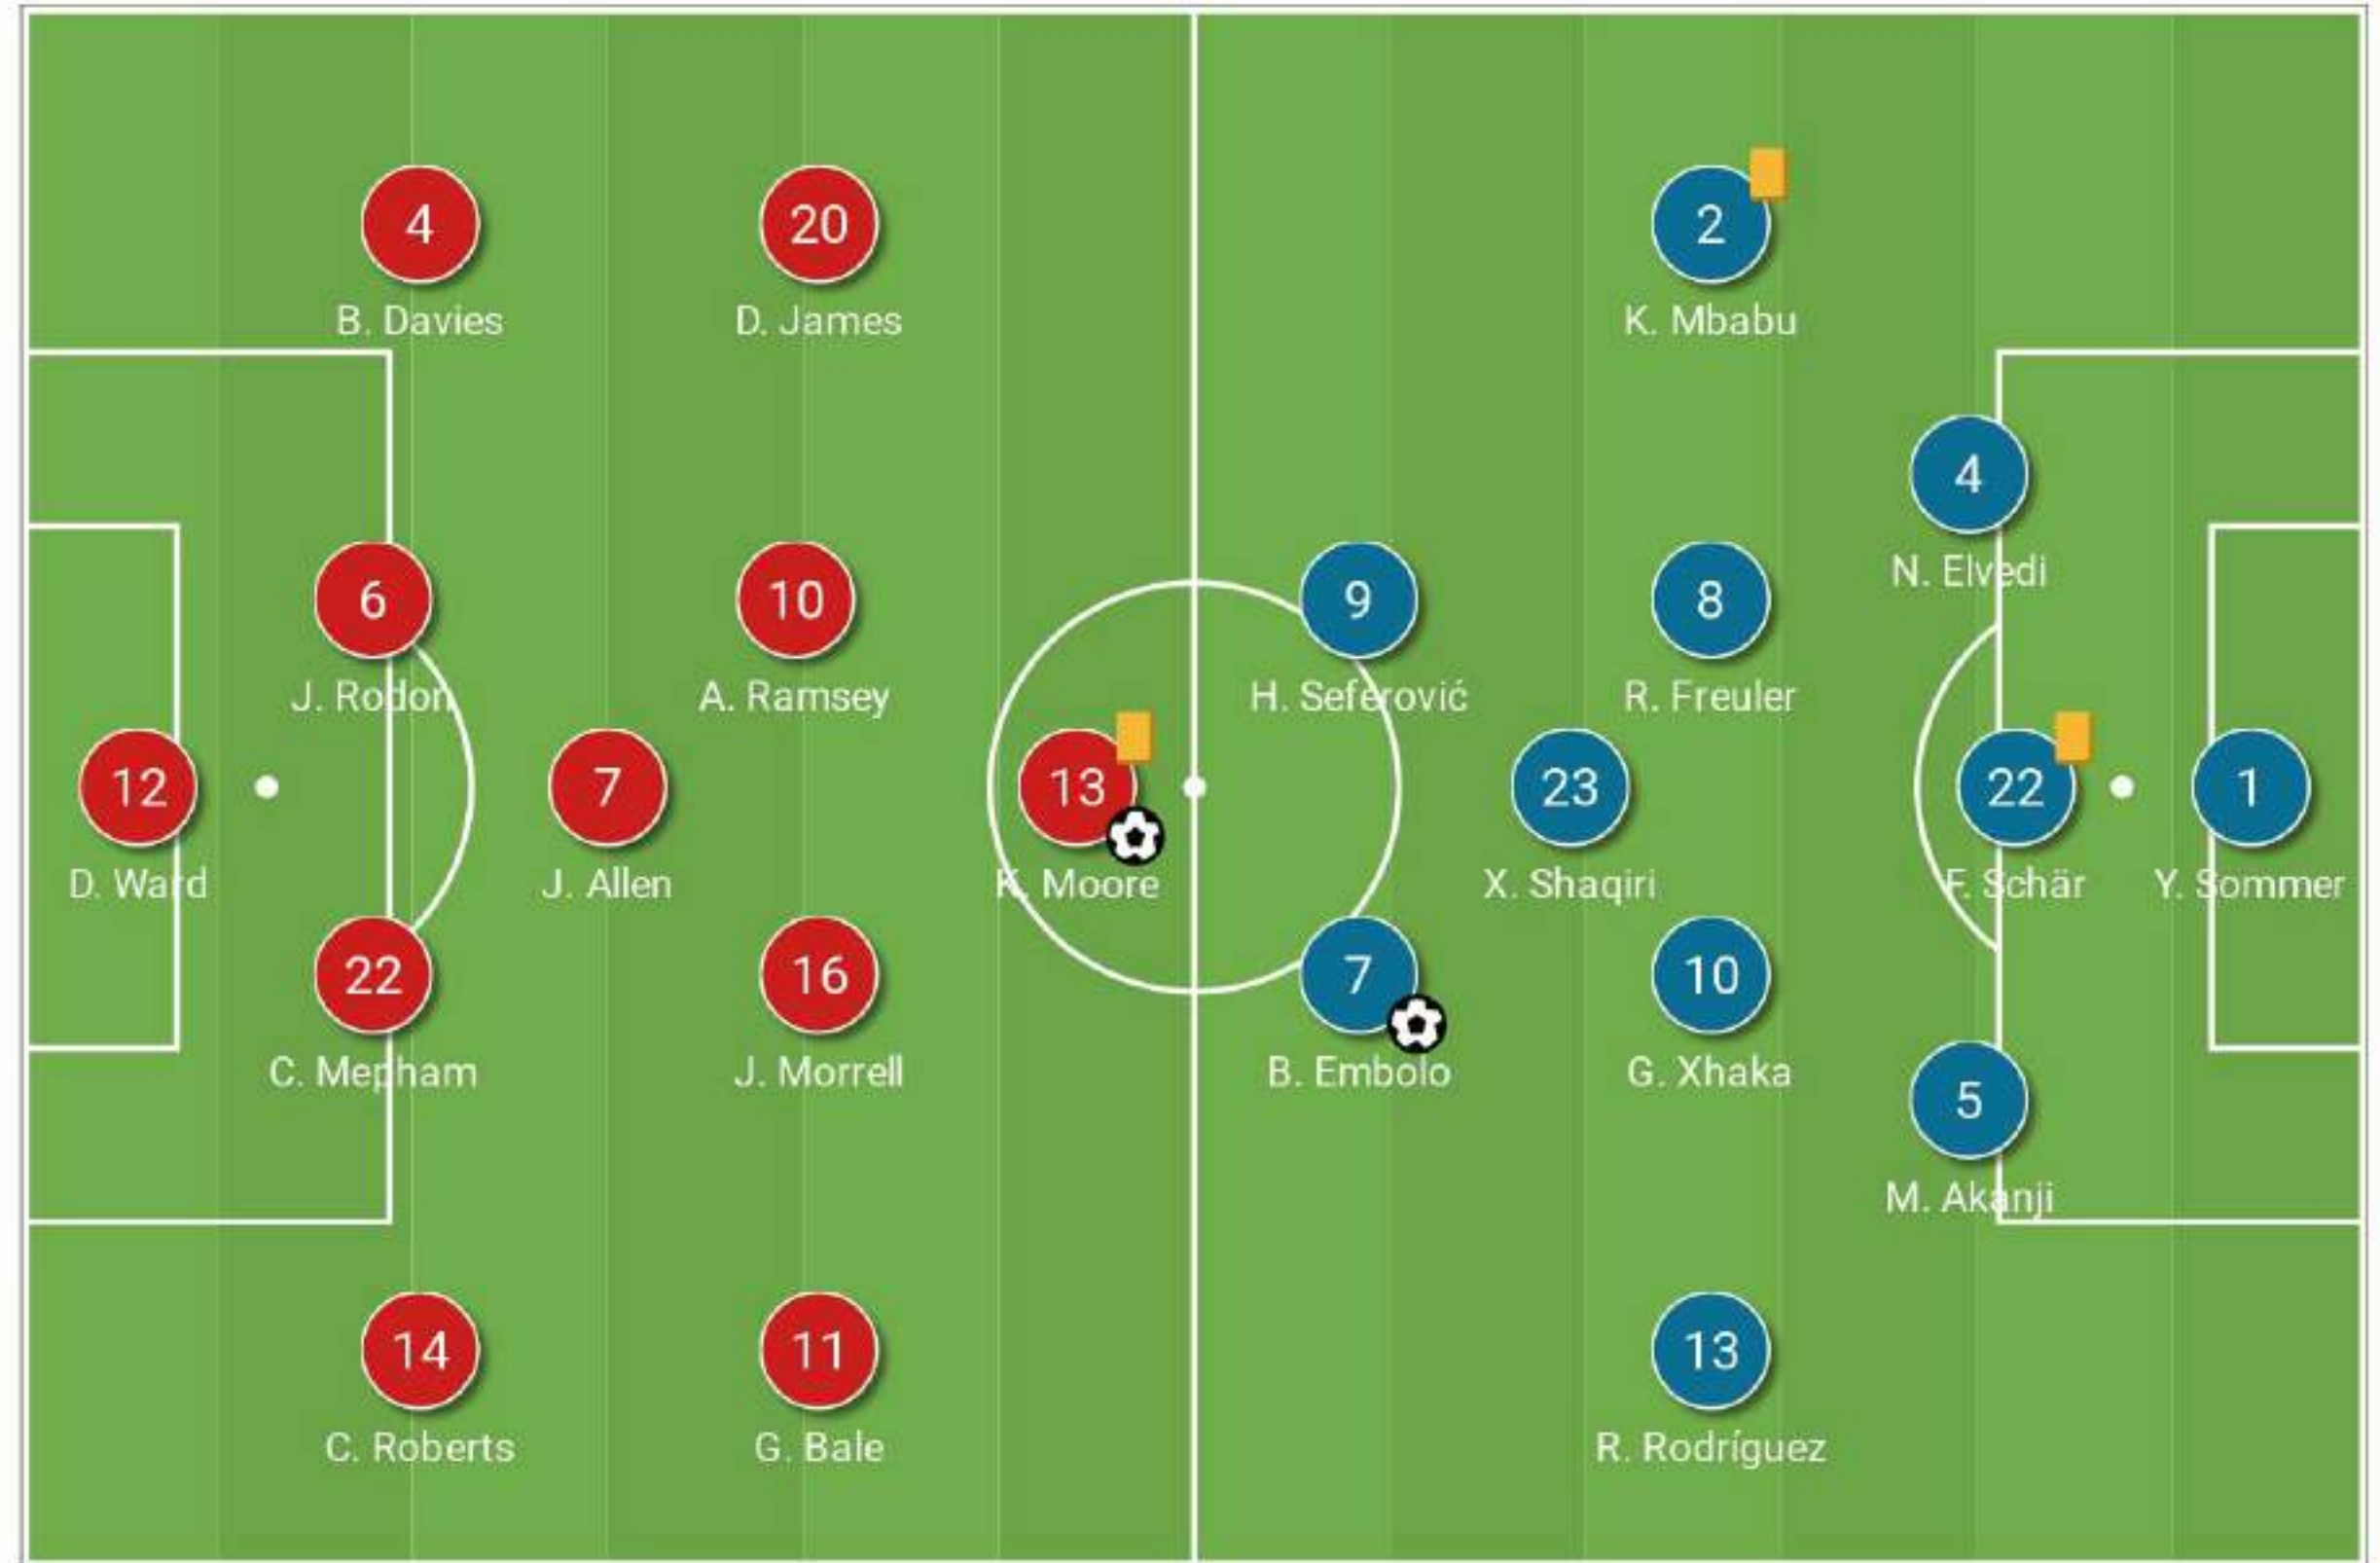 4
B. Davies
20
D. James
2
K. Mbabu
4
N. Elvedi
6
J. Rodon
10
A. Ramsey
9
H. Seferović
8
R. Freuler
12
D. Ward
7
J. Allen
13
K. Moore
23
X. Shaqiri
22
F. Schär
1
Y. Sommer
22
C. Mepham
16
J. Morrell
7
B. Embolo
10
G. Xhaka
5
M. Akanji
14
C. Roberts
11
G. Bale
13
R. Rodríguez